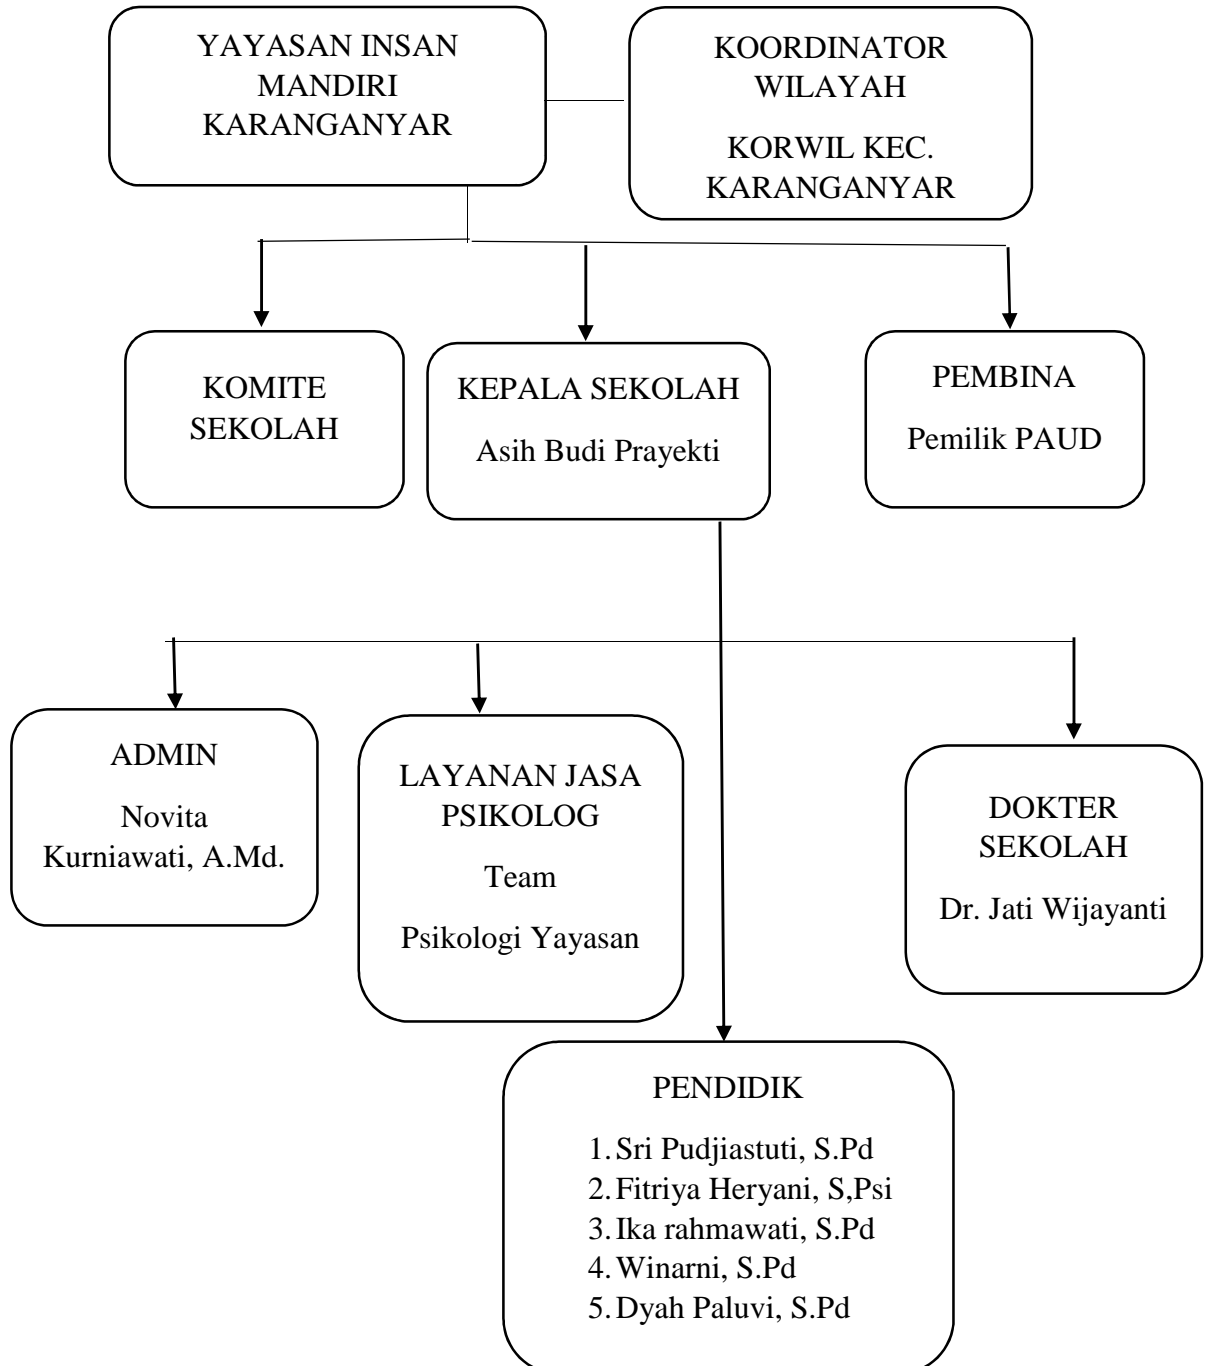 YAYASAN INSAN
MANDIRI
KARANGANYAR
KOORDINATOR
WILAYAH
KORWIL KEC.
KARANGANYAR
KOMITE
SEKOLAH
KEPALA SEKOLAH
Asih Budi Prayekti
PEMBINA
Pemilik PAUD
ADMIN
Novita
Kurniawati, A.Md.
LAYANAN JASA
PSIKOLOG
Team
Psikologi Yayasan
DOKTER
SEKOLAH
Dr. Jati Wijayanti
PENDIDIK
1. Sri Pudjiastuti, S.Pd
2. Fitriya Heryani, S,Psi
3. Ika rahmawati, S.Pd
4. Winarni, S.Pd
5. Dyah Paluvi, S.Pd